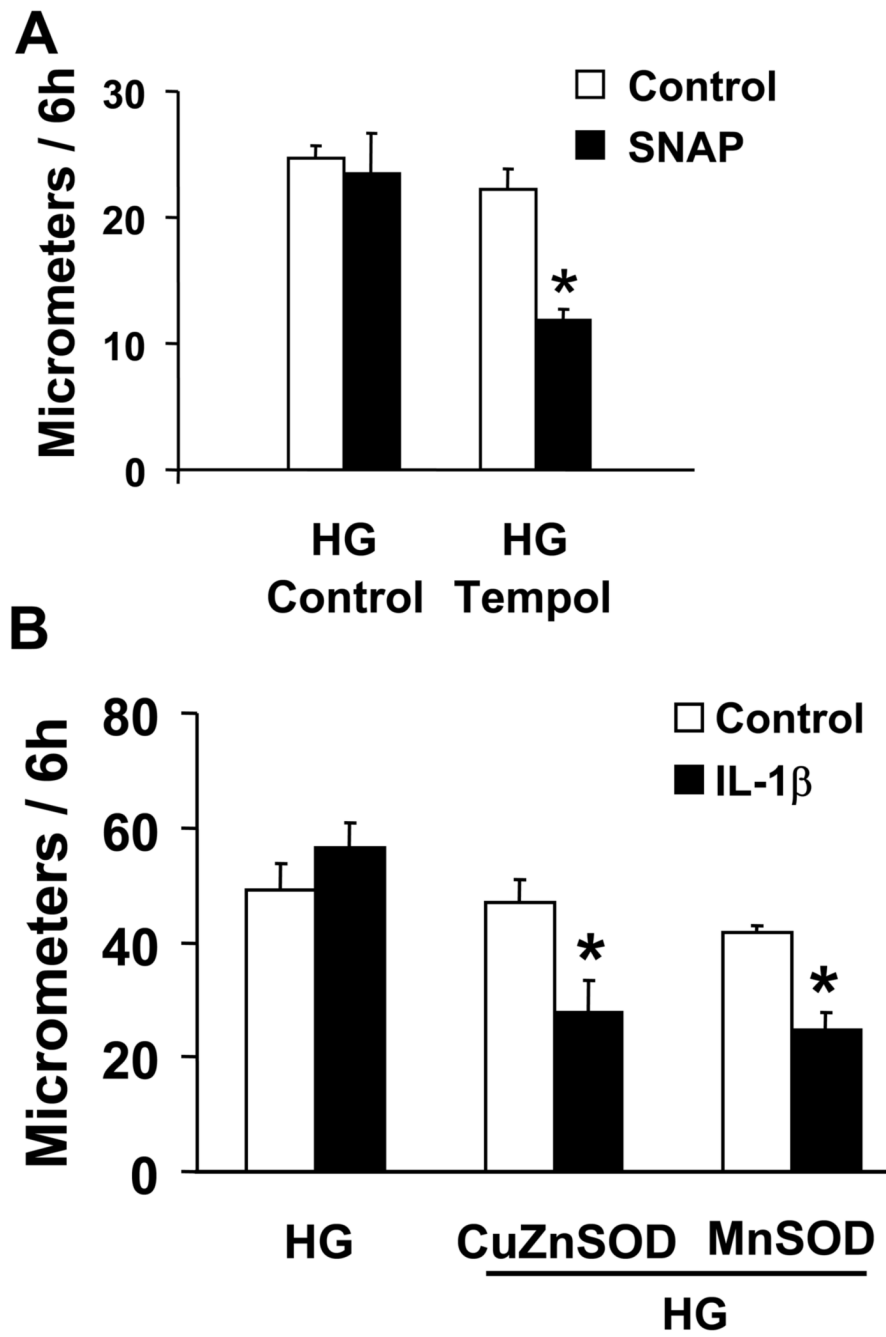 A
Micrometers / 6h
30
20
10
0
Control
SNAP
*
HG
Control
HG
Tempol
B
Micrometers / 6h
80
60
40
20
0
Control
IL-1β
*
*
HG
CuZnSOD
MnSOD
HG